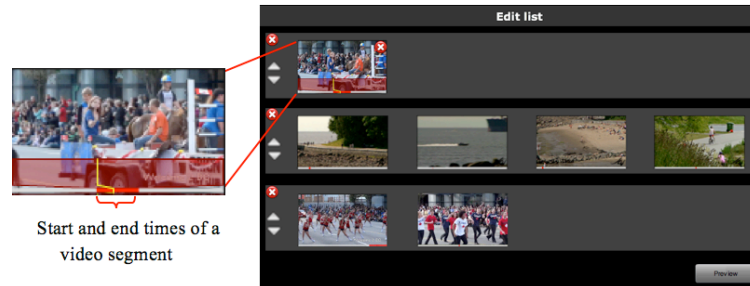 Edit list
Start and end times of a
video segment
Preview